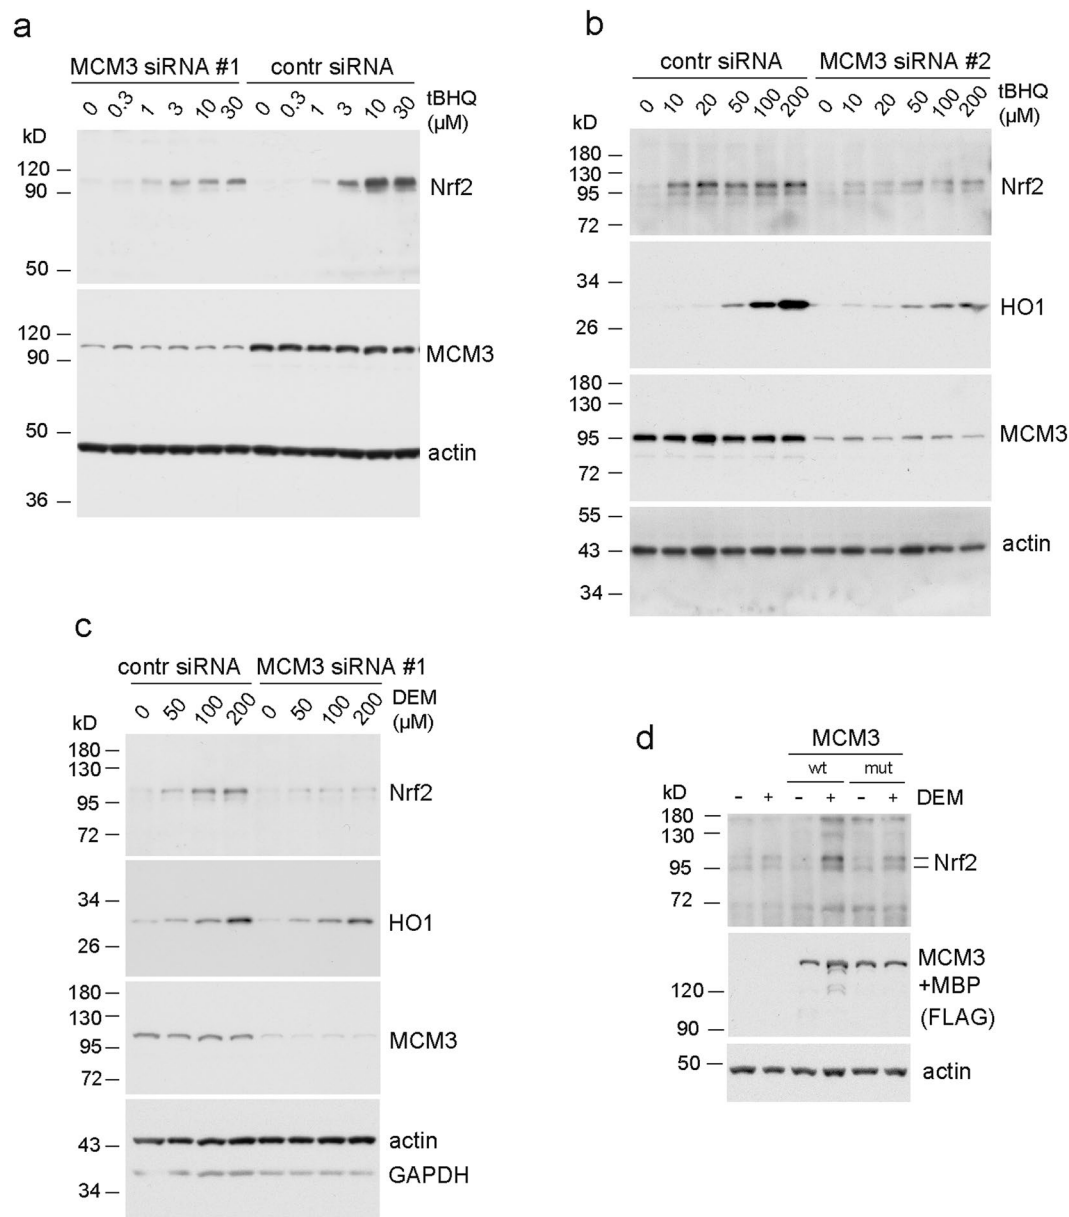 a
MCM3 siRNA #1 contr siRNA
0 0.3 1 3 10 30 0 0.3 1 3 10 30 tBHQ
(µM)
kD
120
90
50
Nrf2
120
90
50
36
MCM3
actin
b
contr siRNA MCM3 siRNA #2
0 10 20 50 100 200 0 10 20 50 100 200 tBHQ
(µM)
kD
180
130
95
72
Nrf2
34
26
HO1
180
130
95
72
MCM3
55
43
34
actin
c
contr siRNA MCM3 siRNA #1
0 50 100 200 0 50 100 200 DEM
(µM)
kD
180
130
95
72
Nrf2
34
26
HO1
180
130
95
72
MCM3
43
34
actin
GAPDH
d
MCM3
wt mut
- + - + - + DEM
kD
180
130
95
72
Nrf2
120
90
MCM3
+MBP
(FLAG)
50
actin